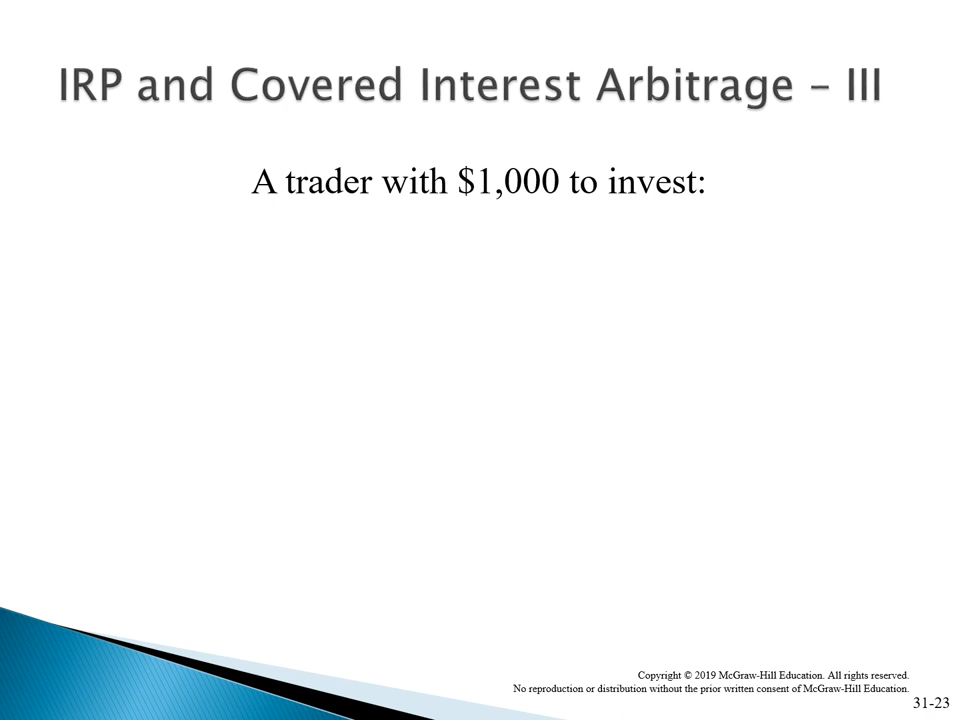 IRP and Covered Interest Arbitrage – III
A trader with $1,000 to invest:
Copyright © 2019 McGraw-Hill Education. All rights reserved.
No reproduction or distribution without the prior written consent of McGraw-Hill Education.
31-23